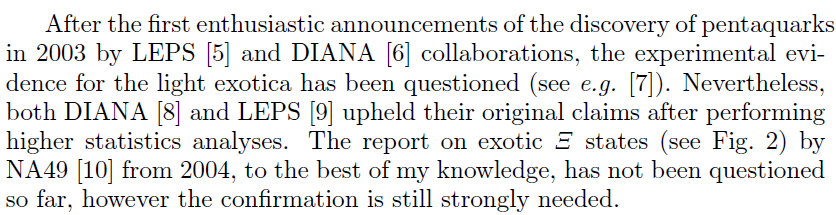 After the first enthusiastic announcements of the discovery of pentaquarks
in 2003 by LEPS [5] and DIANA [6] collaborations, the experimental evi-
dence for the light exotica has been questioned (see e.g. [7]). Nevertheless,
both DIANA [8] and LEPS [9] upheld their original claims after performing
higher statistics analyses. The report on exotic Ξ states (see Fig. 2) by
NA49 [10] from 2004, to the best of my knowledge, has not been questioned
so far, however the confirmation is still strongly needed.